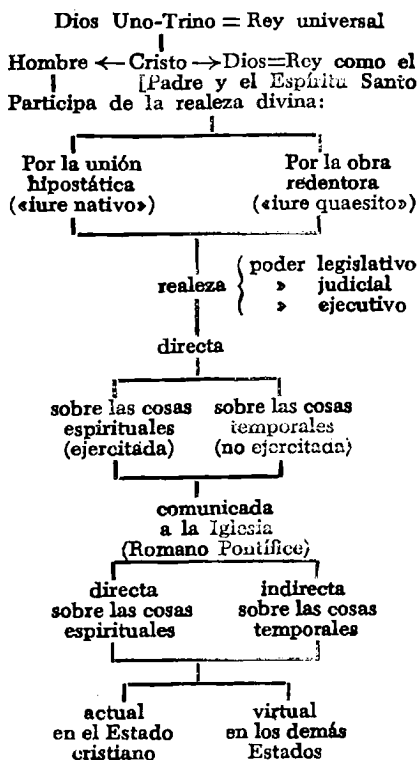 Dios Uno-Trino = Rey universal
Hombre ← Cristo → Dios=Rey como el
[Padre y el Espíritu Santo
Participa de la realeza divina:
Por la unión
hipostática
(«iure nativo»)
Por la obra
redentora
(«iure quaesito»)
realeza { poder legislativo
» judicial
» ejecutivo
directa
sobre las cosas
espirituales
(ejercitada)
sobre las cosas
temporales
(no ejercitada)
comunicada
a la Iglesia
(Romano Pontífice)
directa
sobre las cosas
espirituales
indirecta
sobre las cosas
temporales
actual
en el Estado
cristiano
virtual
en los demás
Estados